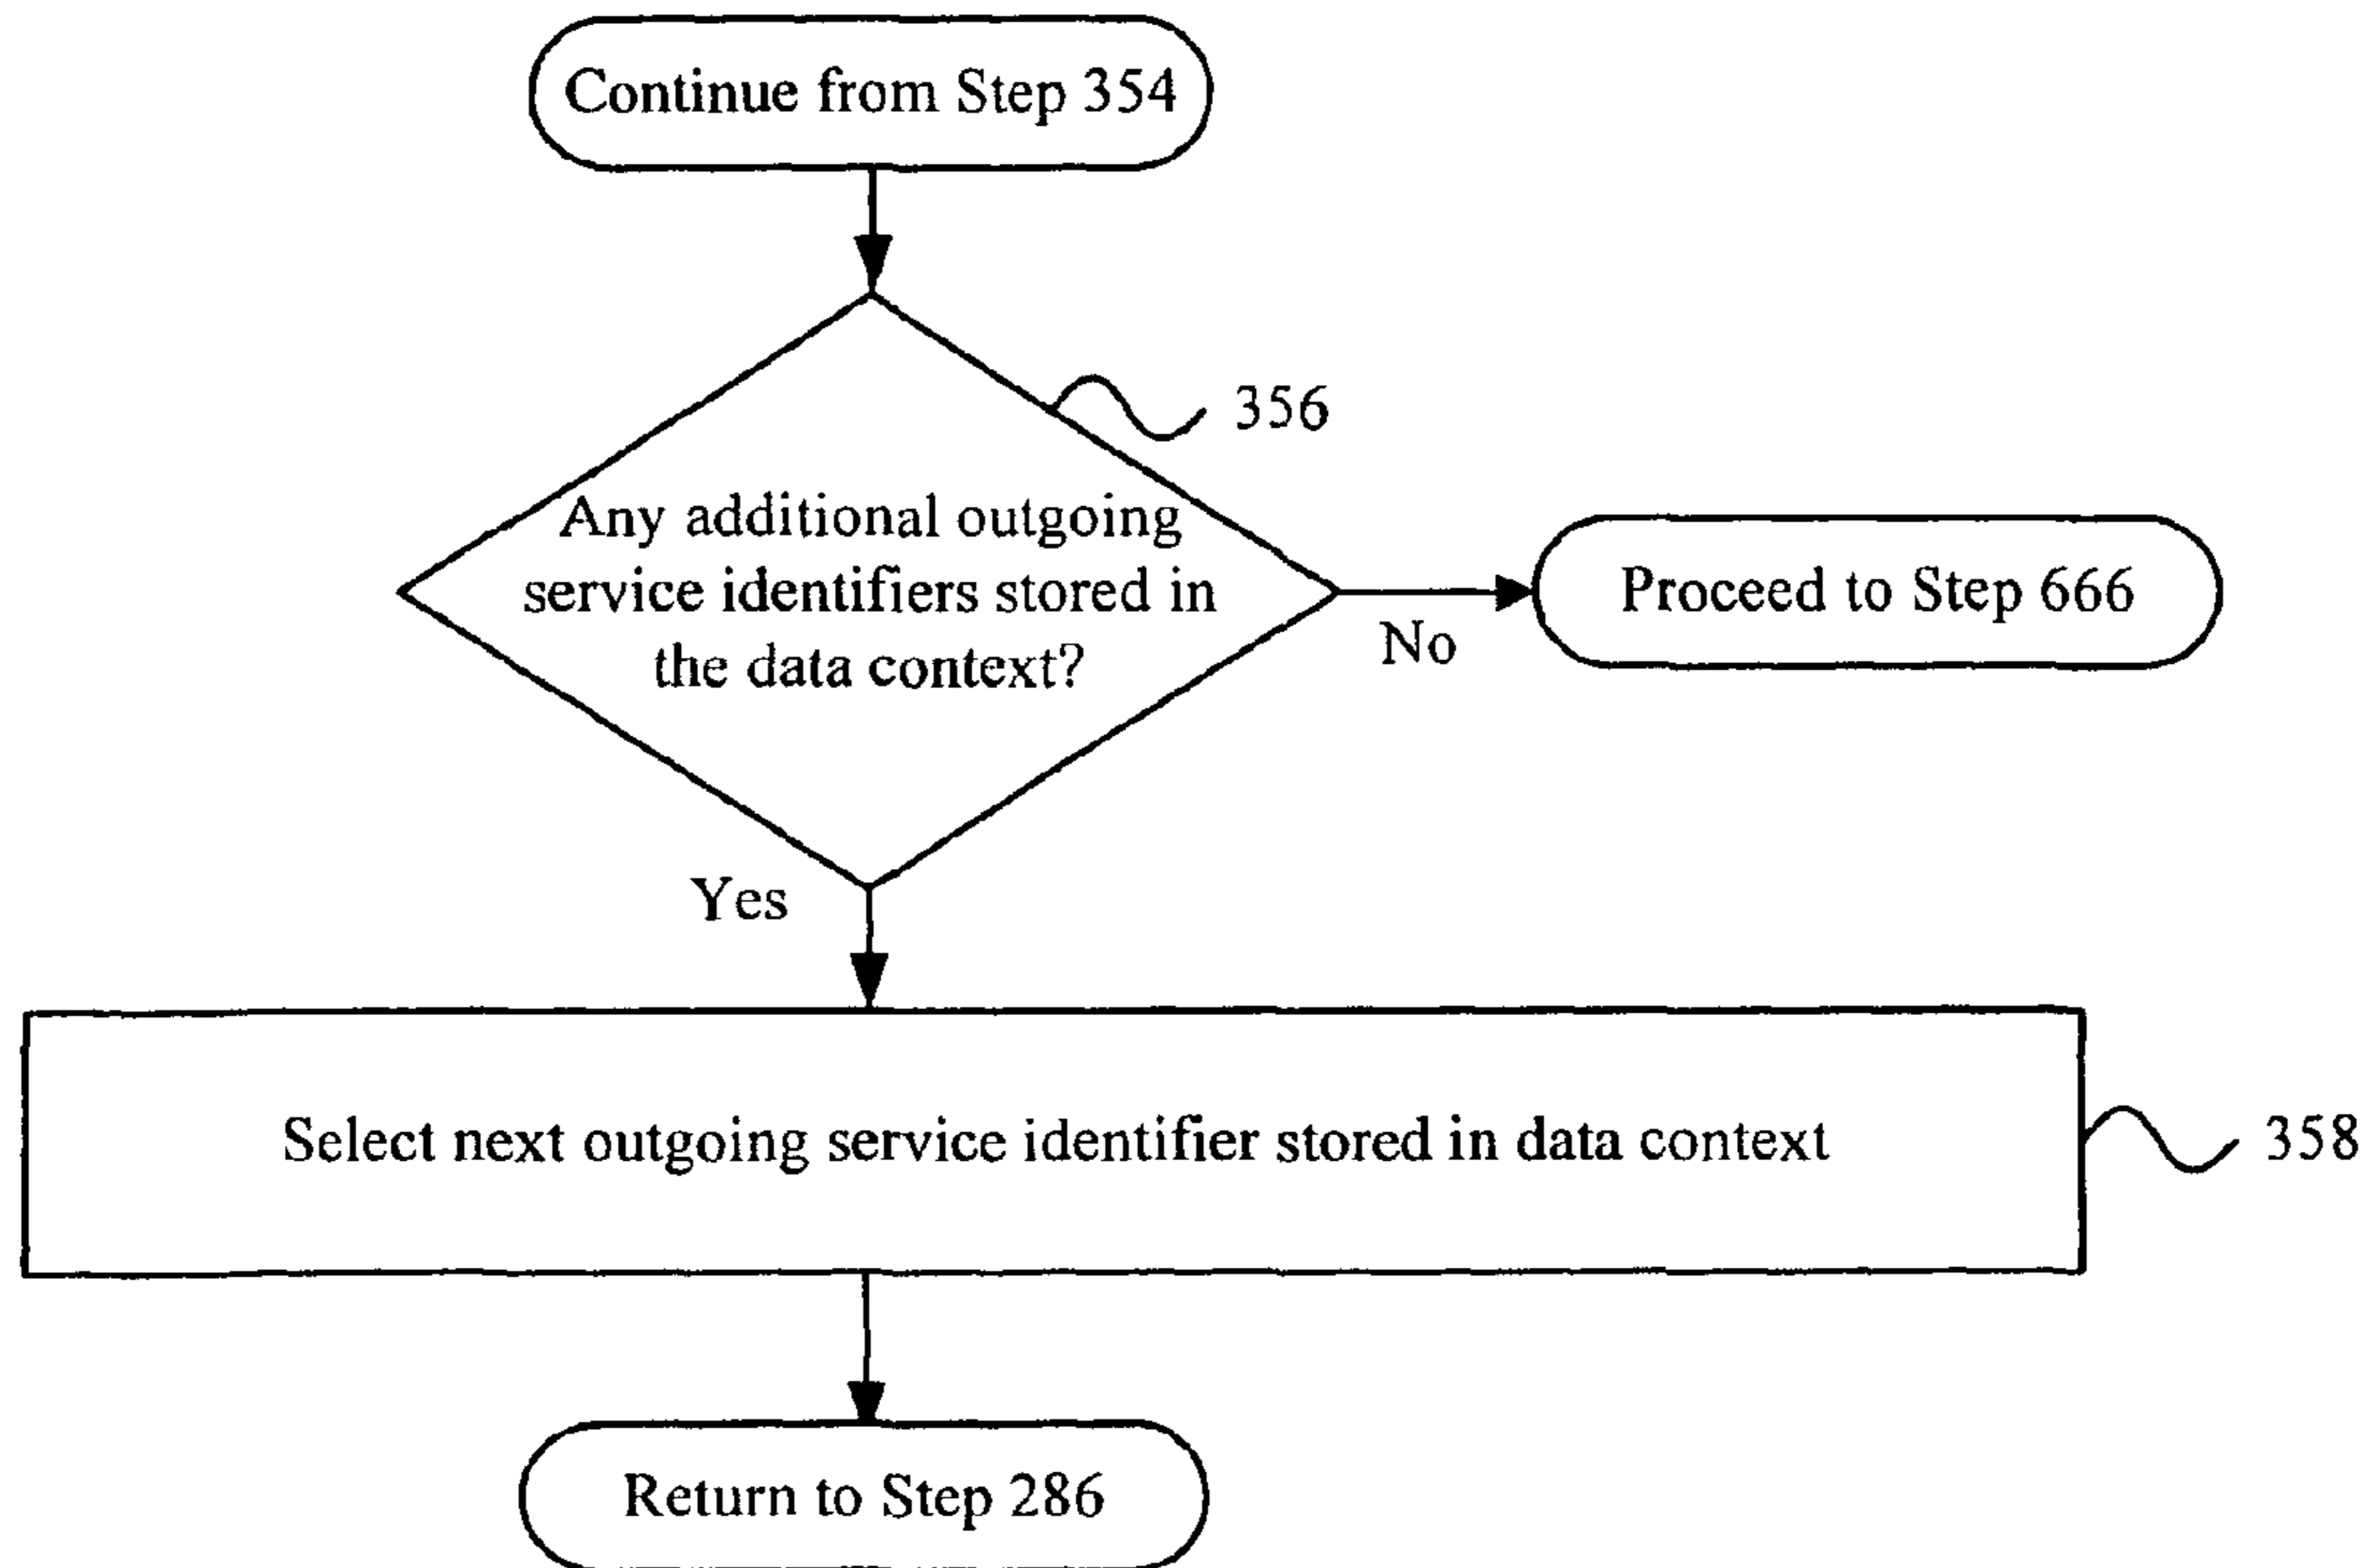 Continue from Step 354
356
Any additional outgoing
service identifiers stored in
the data context?
No
Proceed to Step 666
Yes
Select next outgoing service identifier stored in data context
358
Return to Step 286